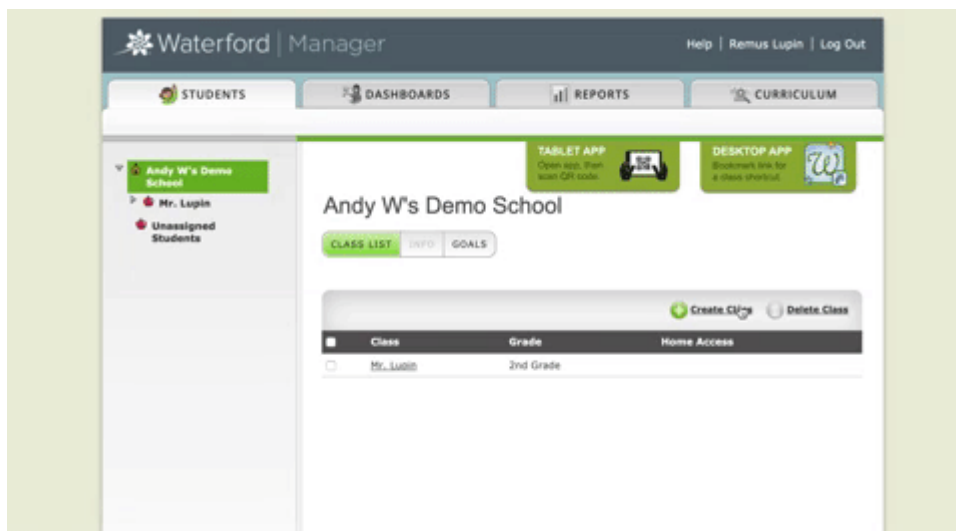 Waterford | Manager
Help | Remus Lupin | Log Out
STUDENTS
DASHBOARDS
REPORTS
CURRICULUM
Andy W's Demo
School
Mr. Lupin
Unassigned
Students
TABLET APP
Open app, then
scan QR code.
DESKTOP APP
Bookmark link for
a class shortcut.
Andy W's Demo School
CLASS LIST
INFO
GOALS
Create Class
Delete Class
Class Grade Home Access
Mr. Lupin 2nd Grade